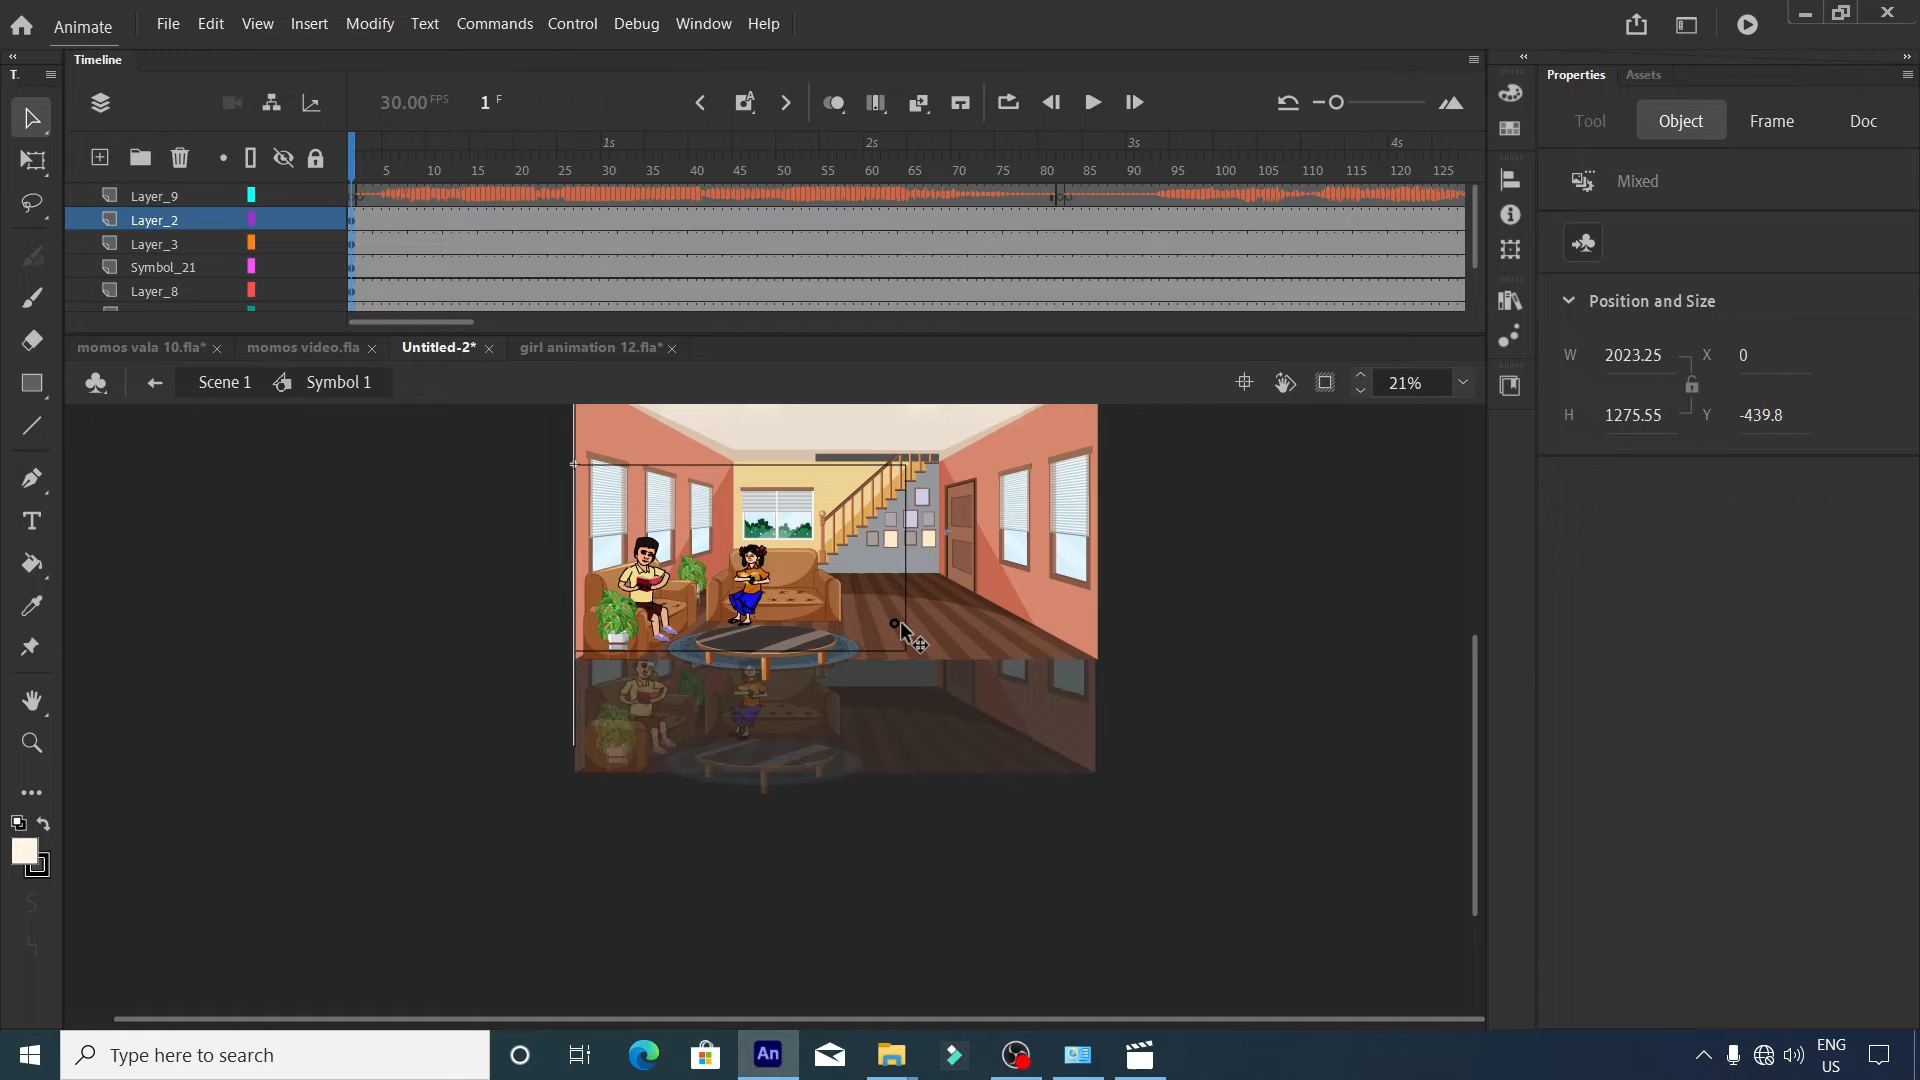 Animate File Edit View Insert Modify Text Commands Control Debug Window Help
Timeline
T.
Properties Assets
30.00 FPS 1 F
Tool Object Frame Doc
1s 2s 3s 4s
5 10 15 20 25 30 35 40 45 50 55 60 65 70 75 80 85 90 95 100 105 110 115 120 125
Layer_9
Mixed
Layer_2
Layer_3
Symbol_21
Layer_8
Position and Size
momos vala 10.fla* momos video.fla Untitled-2* girl animation 12.fla*
W 2023.25 X 0
Scene 1 Symbol 1 21%
H 1275.55 Y -439.8
An
Type here to search
ENG
US